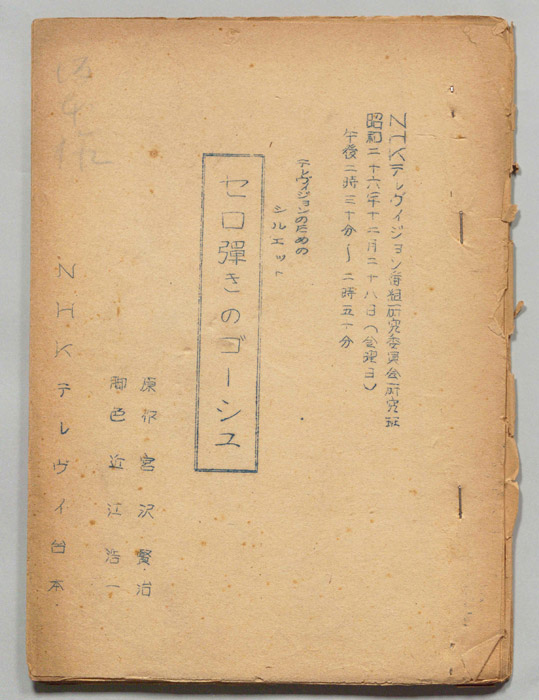 NHKテレヴィジョン番組研究委員会研究班
昭和二十六年十二月二十八日(金曜日)
午後二時三十分~二時五十分
テレヴィジョンのための
シルエット
セロ彈きのゴーシュ
原作 宮沢賢治
脚色 近江浩一
NHKテレヴィ台本